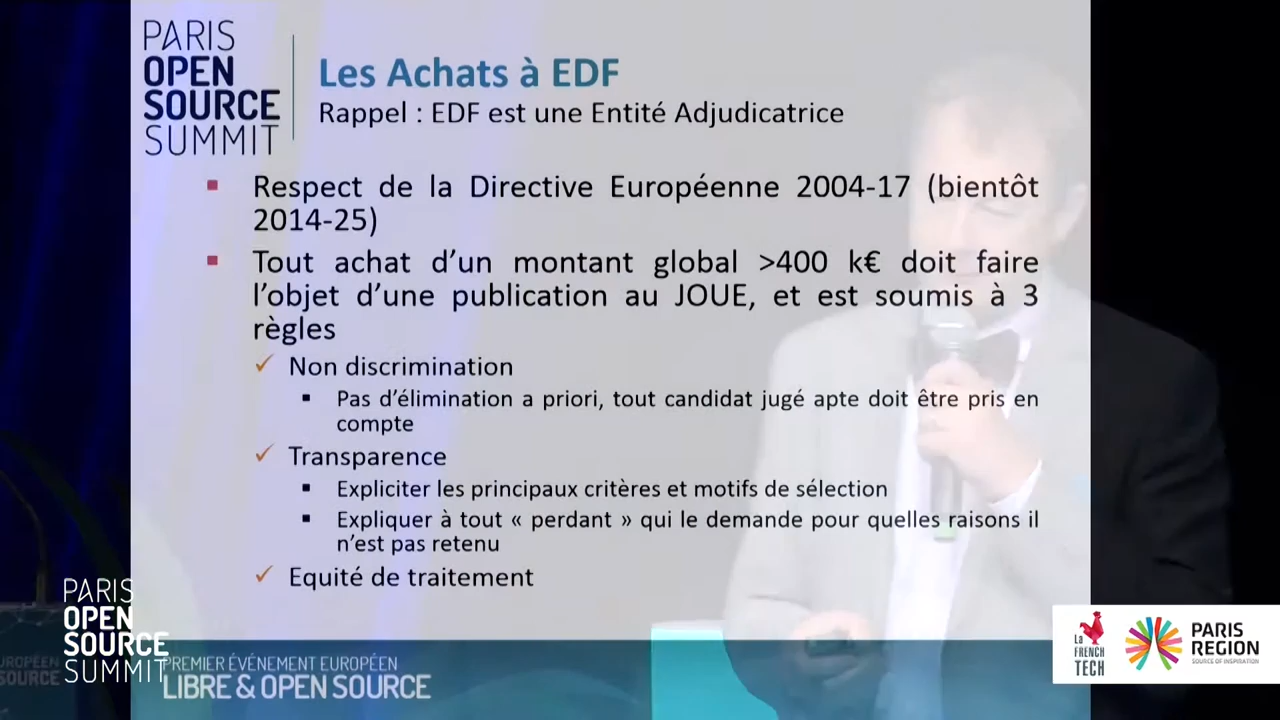 PARIS
OPEN
SOURCE
SUMMIT
Les Achats à EDF
Rappel : EDF est une Entité Adjudicatrice
Respect de la Directive Européenne 2004-17 (bientôt
2014-25)
Tout achat d’un montant global >400 k€ doit faire
l’objet d’une publication au JOUE, et est soumis à 3
règles
Non discrimination
Pas d’élimination a priori, tout candidat jugé apte doit être pris en
compte
Transparence
Expliciter les principaux critères et motifs de sélection
Expliquer à tout « perdant » qui le demande pour quelles raisons il
n’est pas retenu
Equité de traitement
PARIS
OPEN
SOURCE
SUMMIT
UROPÉEN
SOURCE
PREMIER ÉVÉNEMENT EUROPÉEN
LIBRE & OPEN SOURCE
La
FRENCH
TECH
PARIS
REGION
SOURCE OF INSPIRATION